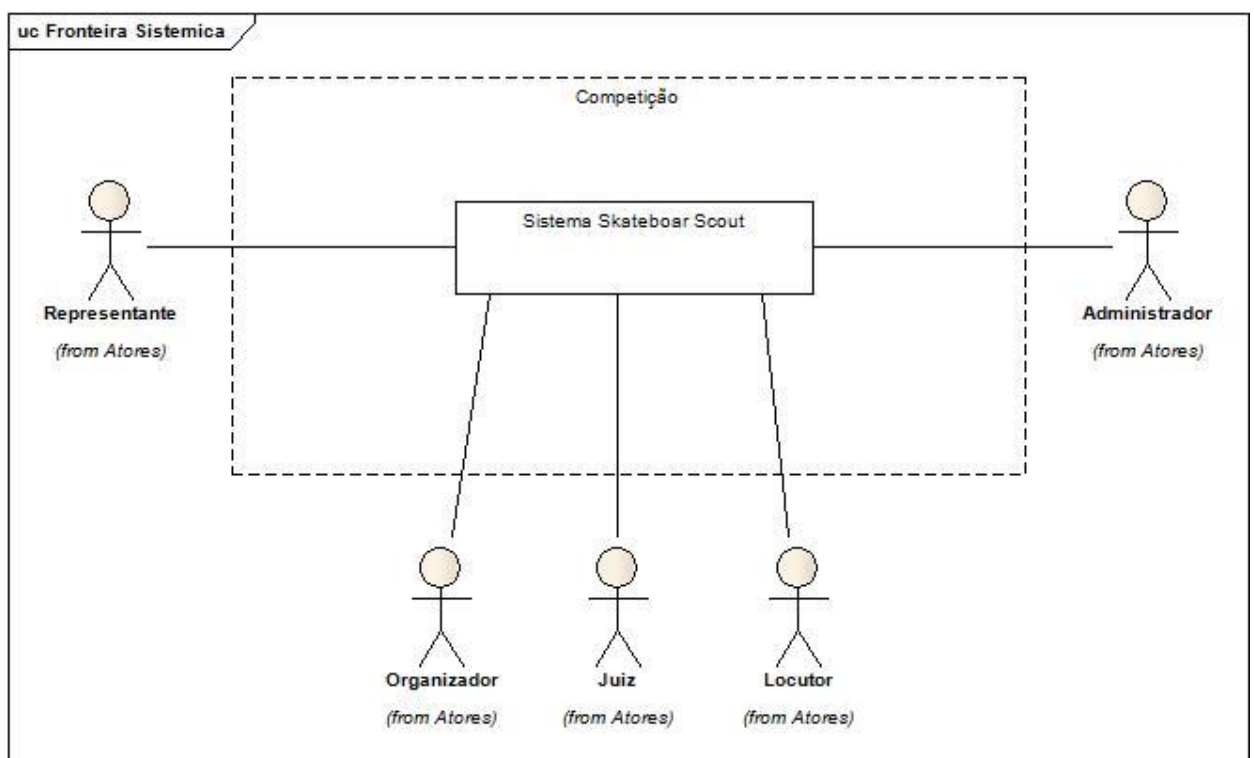 uc Fronteira Sistemica
Competição
Sistema Skateboar Scout
Representante
(from Atores)
Administrador
(from Atores)
Organizador
(from Atores)
Juiz
(from Atores)
Locutor
(from Atores)